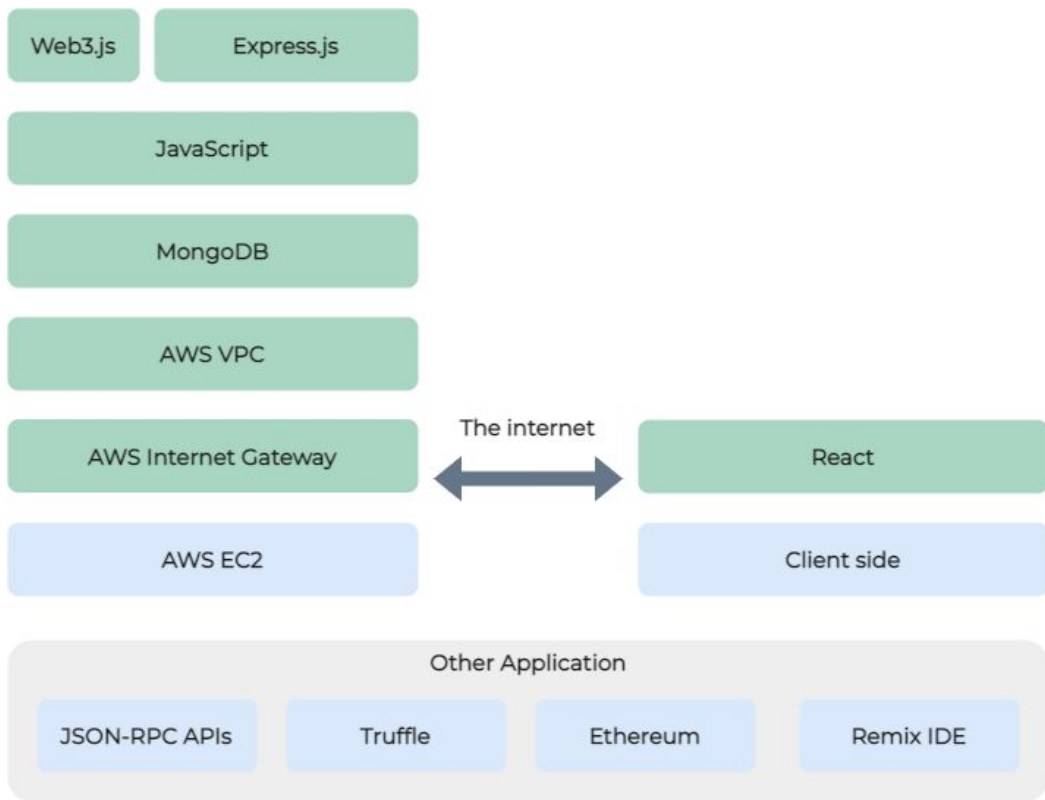 Web3.js
Express.js
JavaScript
MongoDB
AWS VPC
The internet
AWS Internet Gateway
React
AWS EC2
Client side
Other Application
JSON-RPC APIs
Truffle
Ethereum
Remix IDE